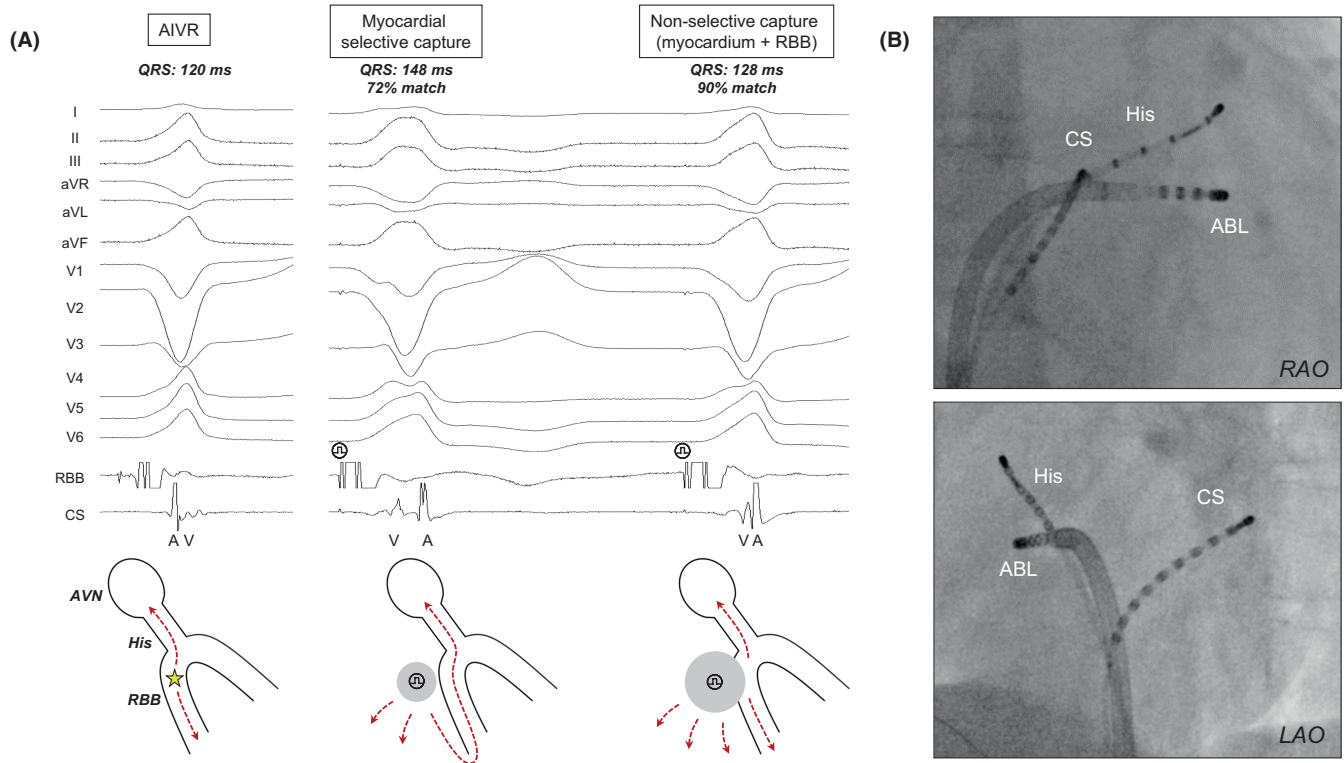 (A)
AIVR
QRS: 120 ms
Myocardial
selective capture
QRS: 148 ms
72% match
Non-selective capture
(myocardium + RBB)
QRS: 128 ms
90% match
I
II
III
aVR
aVL
aVF
V1
V2
V3
V4
V5
V6
RBB
CS
A V
V A
V A
AVN
His
RBB
(B)
His
CS
ABL
RAO
His
CS
ABL
LAO